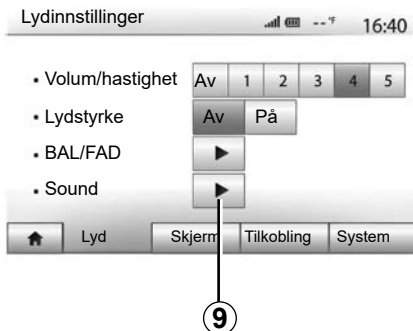 Lydinnstillinger -- °F 16:40
• Volum/hastighet Av 1 2 3 4 5
• Lydstyrke Av På
• BAL/FAD ▶
• Sound ▶
Lyd Skjerm Tilkobling System
9